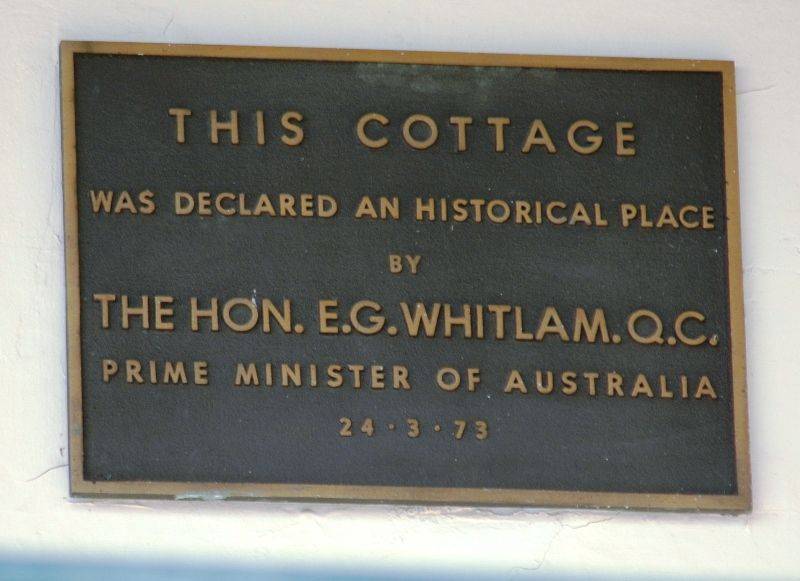 THIS COTTAGE
WAS DECLARED AN HISTORICAL PLACE
BY
THE HON. E.G. WHITLAM. Q.C.
PRIME MINISTER OF AUSTRALIA
24·3·73